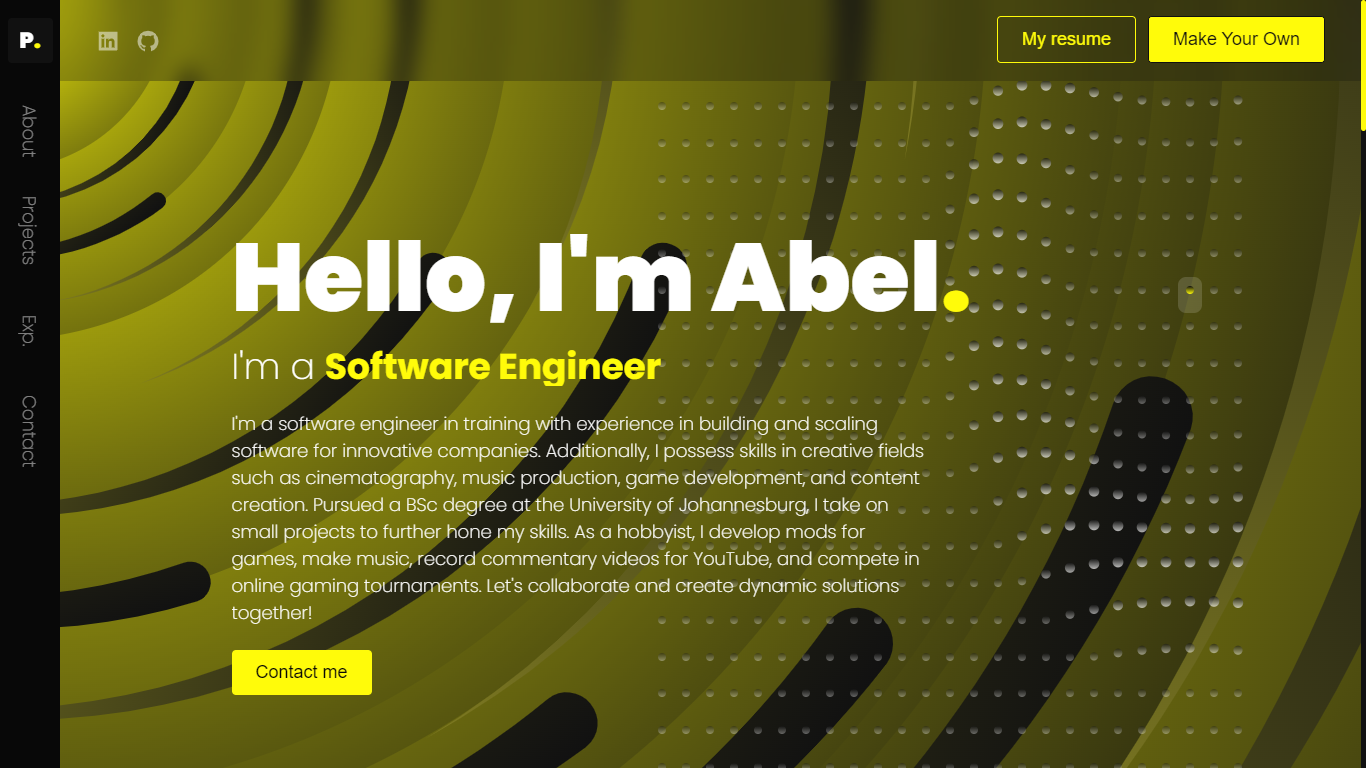 P.
My resume
Make Your Own
About
Projects
Exp.
Contact
Hello, I'm Abel.
I'm a Software Engineer
I'm a software engineer in training with experience in building and scaling
software for innovative companies. Additionally, I possess skills in creative fields
such as cinematography, music production, game development, and content
creation. Pursued a BSc degree at the University of Johannesburg, I take on
small projects to further hone my skills. As a hobbyist, I develop mods for
games, make music, record commentary videos for YouTube, and compete in
online gaming tournaments. Let's collaborate and create dynamic solutions
together!
Contact me